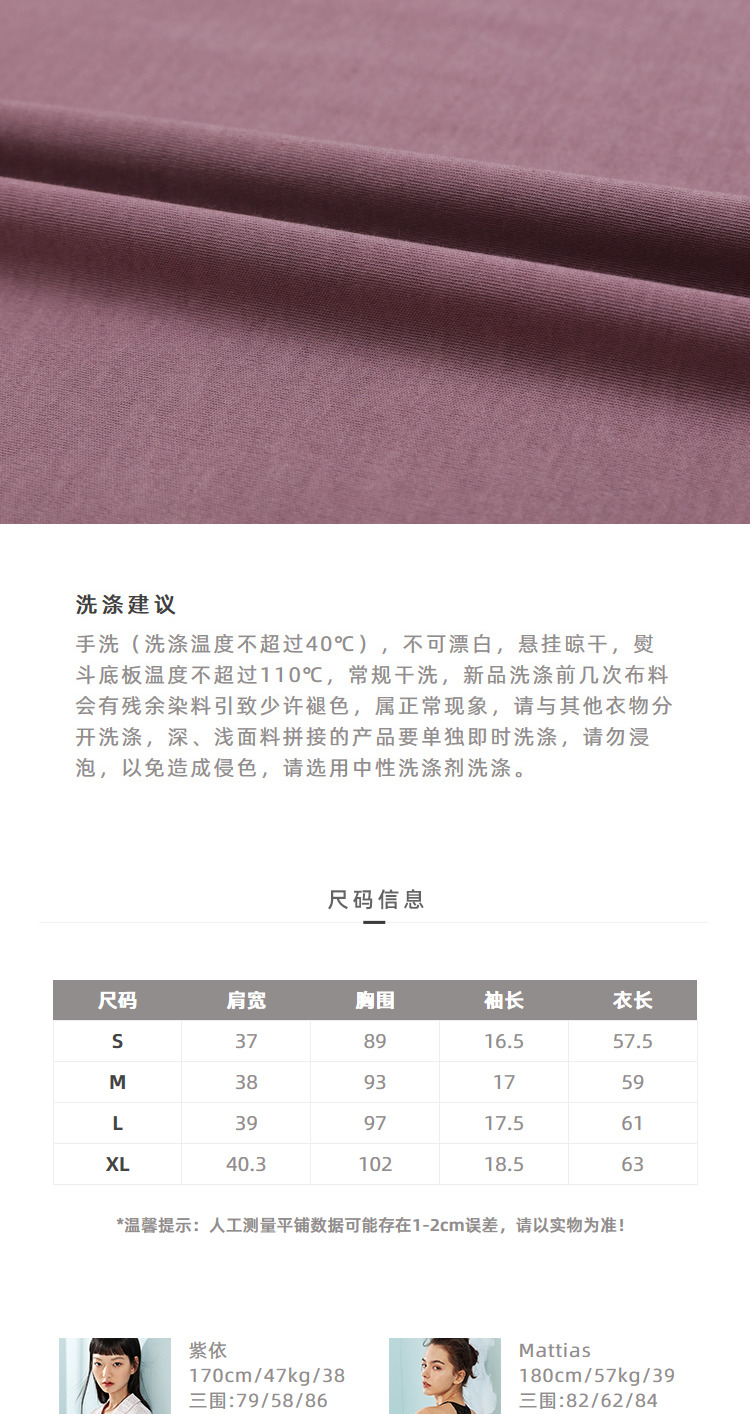 洗涤建议
手洗（洗涤温度不超过40℃），不可漂白，悬挂晾干，熨
斗底板温度不超过110℃，常规干洗，新品洗涤前几次布料
会有残余染料引致少许褪色，属正常现象，请与其他衣物分
开洗涤，深、浅面料拼接的产品要单独即时洗涤，请勿浸
泡，以免造成侵色，请选用中性洗涤剂洗涤。
尺码信息
尺码 肩宽 胸围 袖长 衣长
S 37 89 16.5 57.5
M 38 93 17 59
L 39 97 17.5 61
XL 40.3 102 18.5 63
*温馨提示：人工测量平铺数据可能存在1-2cm误差，请以实物为准！
紫依
170cm/47kg/38
三围:79/58/86
Mattias
180cm/57kg/39
三围:82/62/84